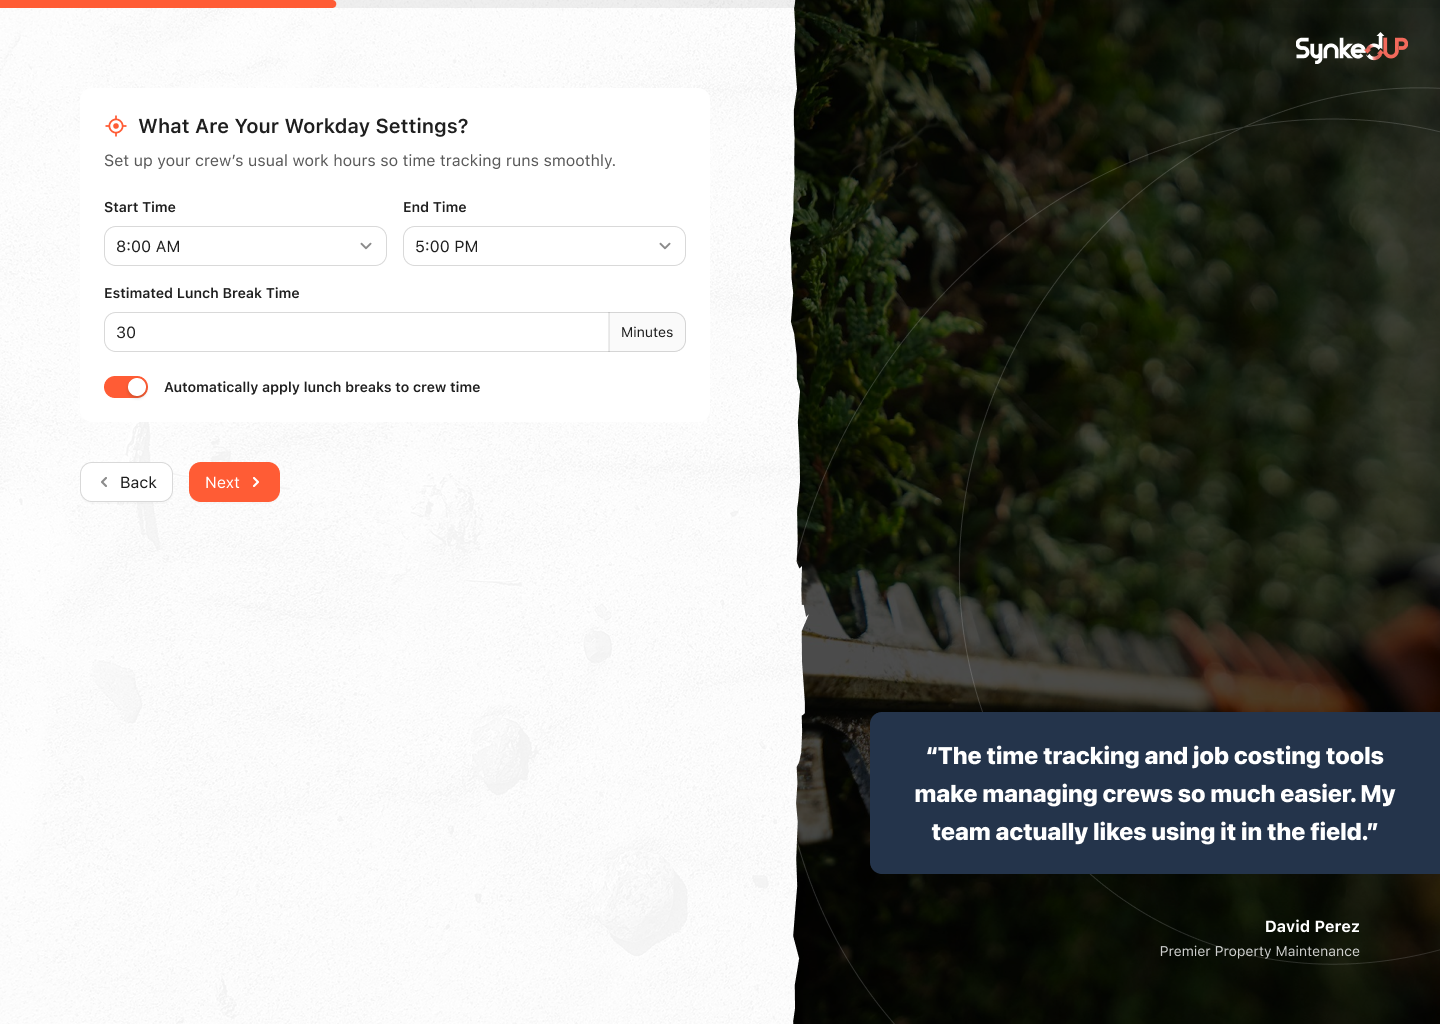 SynkedUP
What Are Your Workday Settings?
Set up your crew’s usual work hours so time tracking runs smoothly.
Start Time
End Time
8:00 AM
5:00 PM
Estimated Lunch Break Time
30
Minutes
Automatically apply lunch breaks to crew time
Back
Next
“The time tracking and job costing tools
make managing crews so much easier. My
team actually likes using it in the field.”
David Perez
Premier Property Maintenance